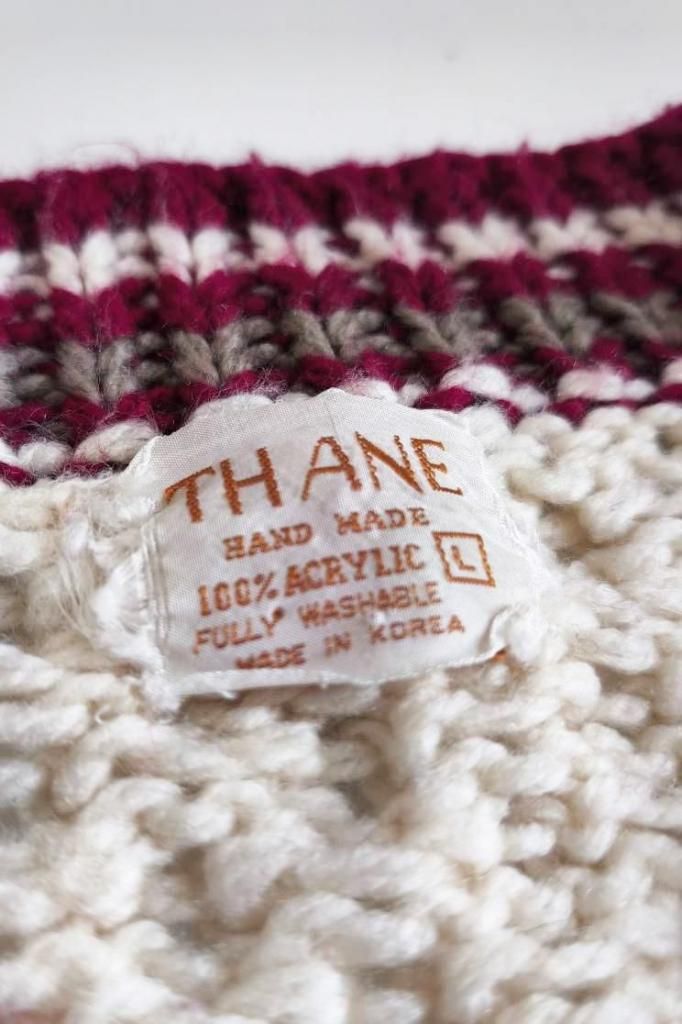 THANE
HAND MADE
100% ACRYLIC L
FULLY WASHABLE
MADE IN KOREA